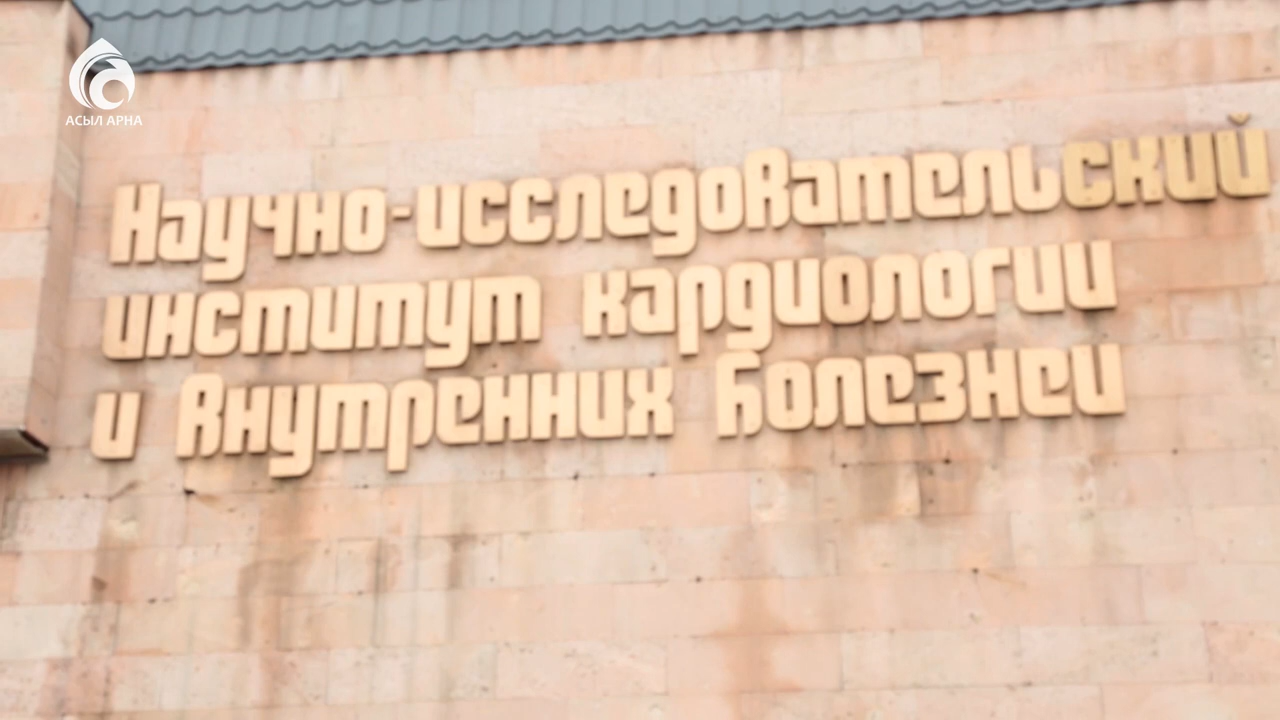 АСЫЛ АРНА
Научно-исследовательский
институт кардиологии
и внутренних болезней